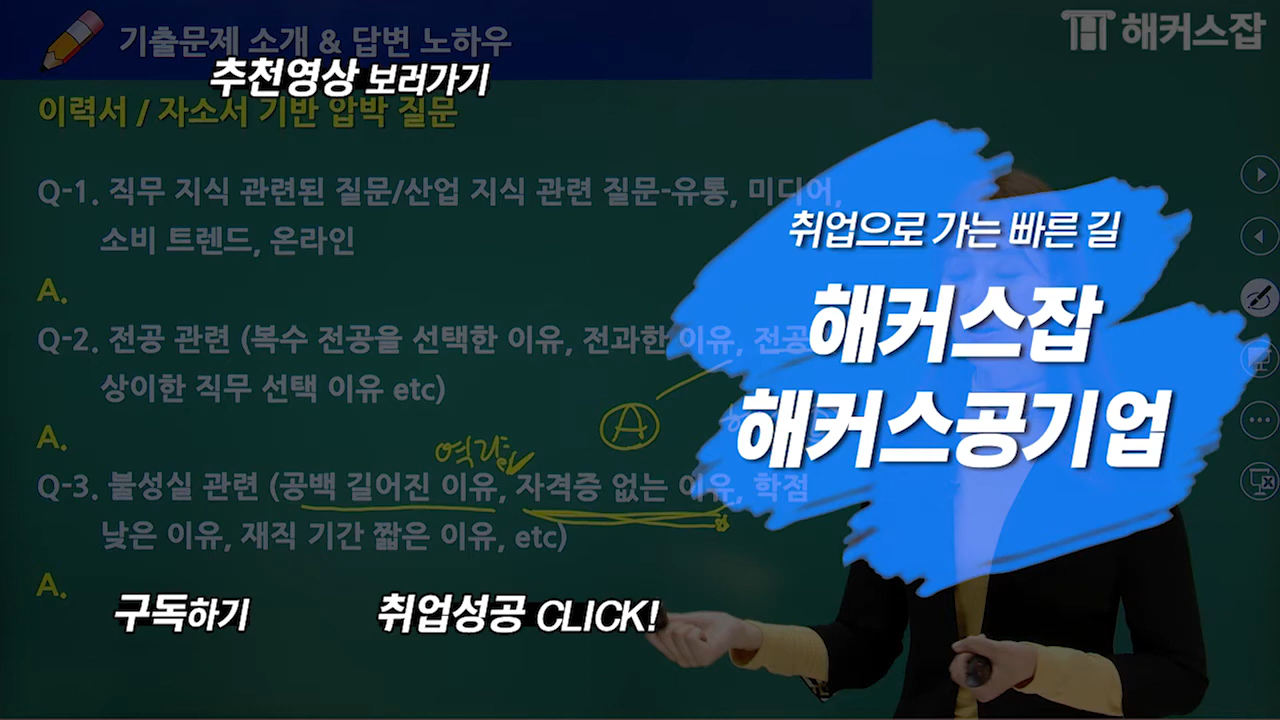 기출문제 소개 & 답변 노하우
해커스잡
추천영상 보러가기
이력서 / 자소서 기반 압박 질문
Q-1. 직무 지식 관련된 질문/산업 지식 관련 질문-유통, 미디어,
소비 트렌드, 온라인
A.
Q-2. 전공 관련 (복수 전공을 선택한 이유, 전과한 이유, 전공
상이한 직무 선택 이유 etc)
A
A.
역량
Q-3. 불성실 관련 (공백 길어진 이유, 자격증 없는 이유, 학점
낮은 이유, 재직 기간 짧은 이유, etc)
A.
취업으로 가는 빠른 길
해커스잡
해커스공기업
구독하기
취업성공 CLICK!